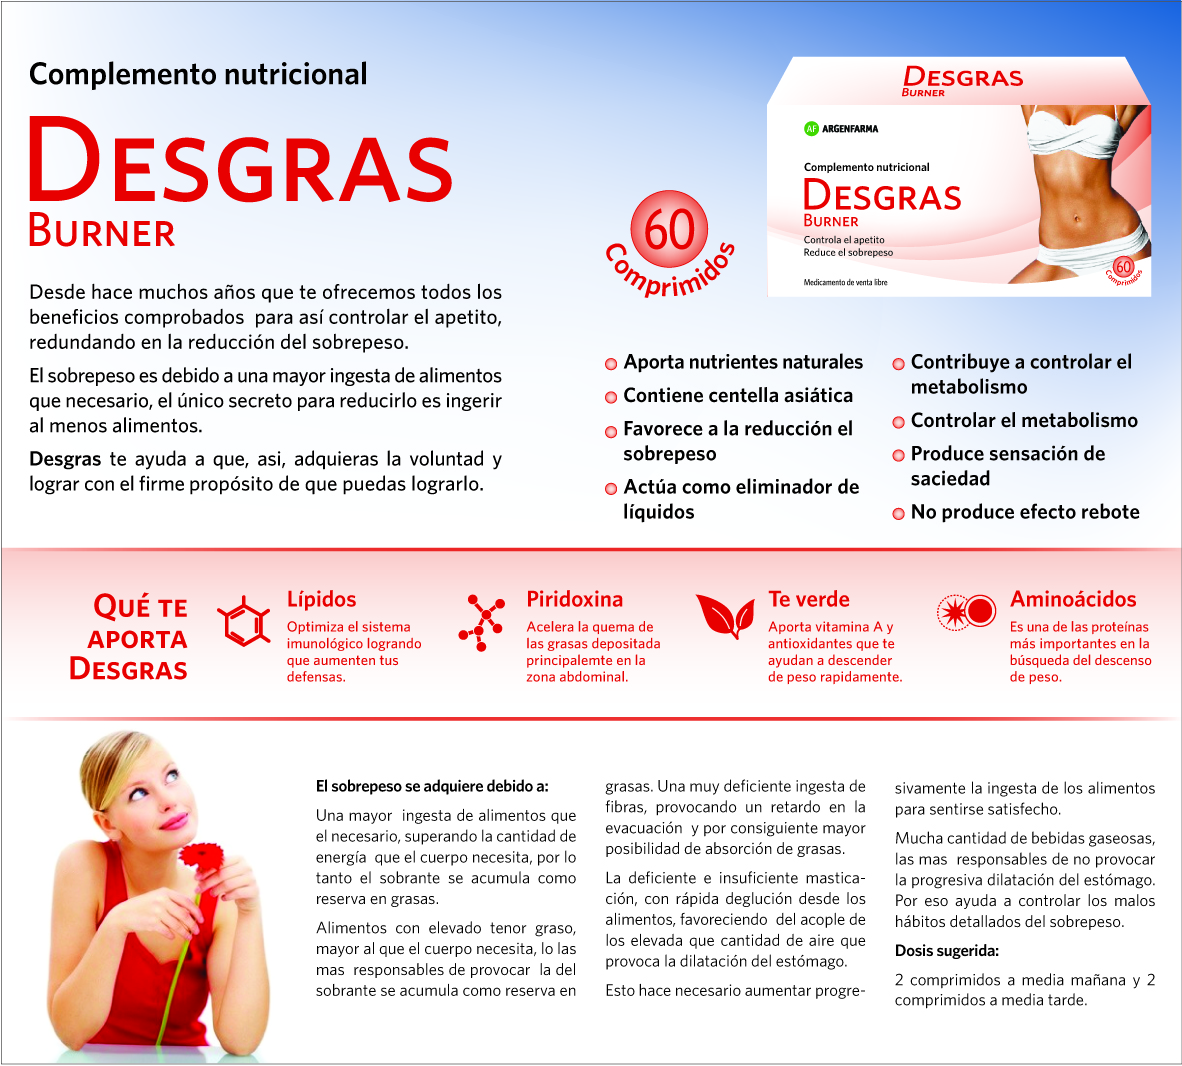 Complemento nutricional
DESGRAS
BURNER
Desde hace muchos años que te ofrecemos todos los
beneficios comprobados para así controlar el apetito,
redundando en la reducción del sobrepeso.
El sobrepeso es debido a una mayor ingesta de alimentos
que necesario, el único secreto para reducirlo es ingerir
al menos alimentos.
Desgras te ayuda a que, asi, adquieras la voluntad y
lograr con el firme propósito de que puedas lograrlo.
60
Comprimidos
DESGRAS
BURNER
AF ARGENFARMA
Complemento nutricional
DESGRAS
BURNER
Controla el apetito
Reduce el sobrepeso
Medicamento de venta libre
60
Comprimidos
Aporta nutrientes naturales
Contiene centella asiática
Favorece a la reducción el
sobrepeso
Actúa como eliminador de
líquidos
Contribuye a controlar el
metabolismo
Controlar el metabolismo
Produce sensación de
saciedad
No produce efecto rebote
QUÉ TE
APORTA
DESGRAS
Lípidos
Optimiza el sistema
imunológico logrando
que aumenten tus
defensas.
Piridoxina
Acelera la quema de
las grasas depositada
principalemte en la
zona abdominal.
Te verde
Aporta vitamina A y
antioxidantes que te
ayudan a descender
de peso rapidamente.
Aminoácidos
Es una de las proteínas
más importantes en la
búsqueda del descenso
de peso.
El sobrepeso se adquiere debido a:
Una mayor ingesta de alimentos que
el necesario, superando la cantidad de
energía que el cuerpo necesita, por lo
tanto el sobrante se acumula como
reserva en grasas.
Alimentos con elevado tenor graso,
mayor al que el cuerpo necesita, lo las
mas responsables de provocar la del
sobrante se acumula como reserva en
grasas. Una muy deficiente ingesta de
fibras, provocando un retardo en la
evacuación y por consiguiente mayor
posibilidad de absorción de grasas.
La deficiente e insuficiente mastica-
ción, con rápida deglución desde los
alimentos, favoreciendo del acople de
los elevada que cantidad de aire que
provoca la dilatación del estómago.
Esto hace necesario aumentar progre-
sivamente la ingesta de los alimentos
para sentirse satisfecho.
Mucha cantidad de bebidas gaseosas,
las mas responsables de no provocar
la progresiva dilatación del estómago.
Por eso ayuda a controlar los malos
hábitos detallados del sobrepeso.
Dosis sugerida:
2 comprimidos a media mañana y 2
comprimidos a media tarde.